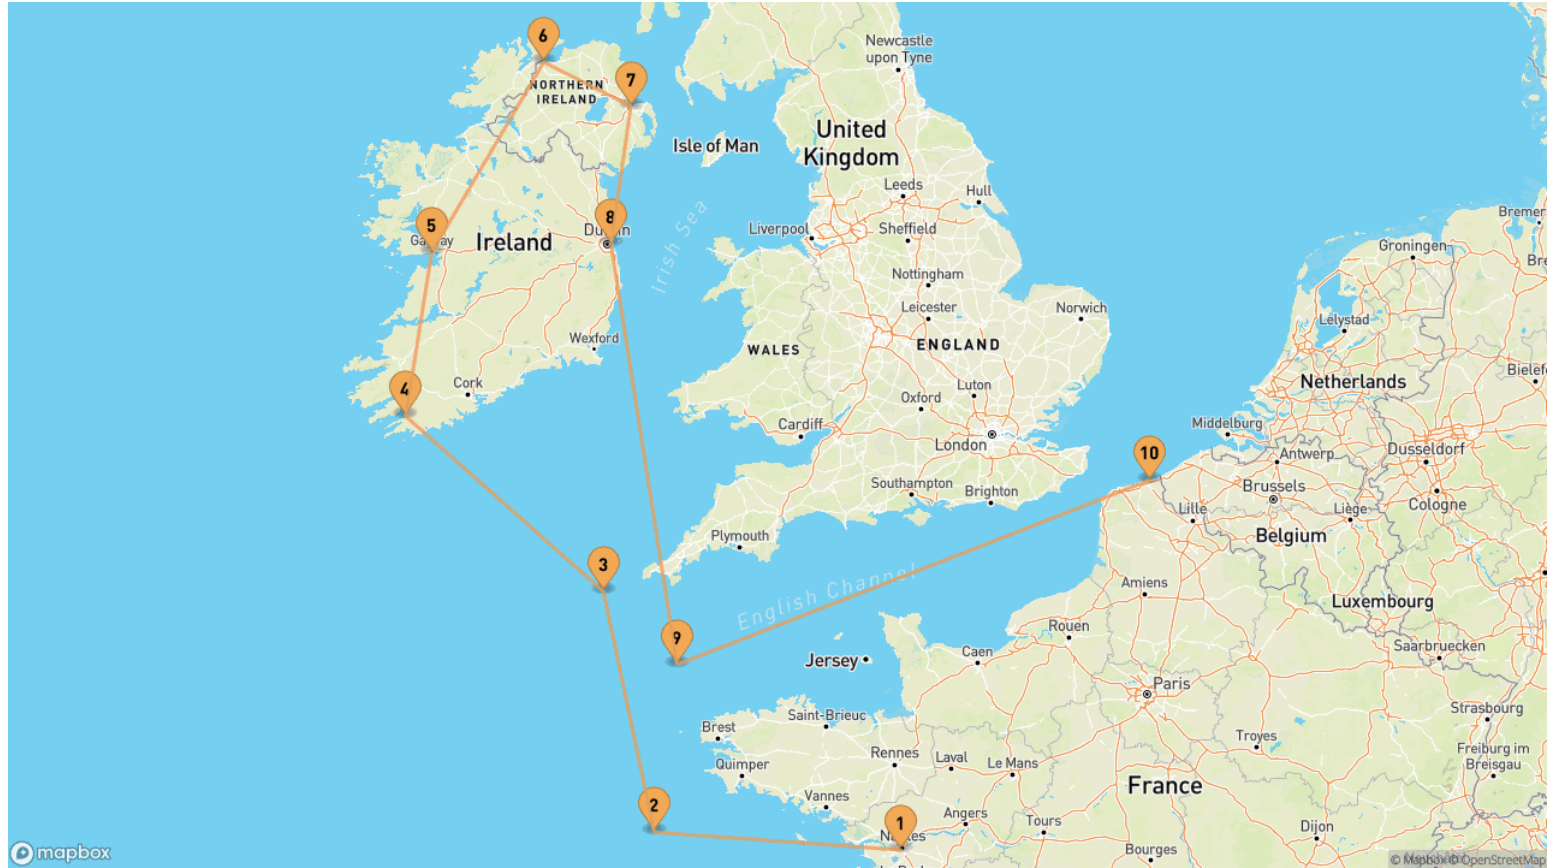 6
Newcastle
upon Tyne
7
NORTHERN
IRELAND
United
Kingdom
Isle of Man
Leeds
Hull
5
8
Irish Sea
Liverpool
Sheffield
Ireland
Bremer
Groningen
Nottingham
Leicester
Norwich
Lelystad
Wexford
WALES
ENGLAND
Netherlands
4
Cork
Luton
Oxford
Cardiff
London
Middelburg
10
Antwerp
Dusseldorf
Southampton
Brighton
Brussels
Cologne
Lille
Liège
Plymouth
Belgium
3
English Channel
Amiens
Luxembourg
9
Rouen
Jersey
Caen
Saarbruecken
Paris
Brest
Saint-Brieuc
Strasbourg
Troyes
Rennes
Laval
Le Mans
Quimper
Freiburg im
Breisgau
France
2
Vannes
1
Angers
Tours
Dijon
Bourges
mapbox
© Mapbox © OpenStreetMap